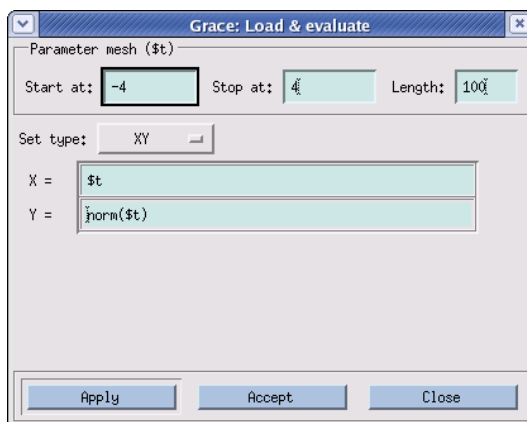 Grace: Load & evaluate
Parameter mesh ($t)
Start at: -4 Stop at: 4 Length: 100
Set type: XY
X = $t
Y = norm($t)
Apply Accept Close